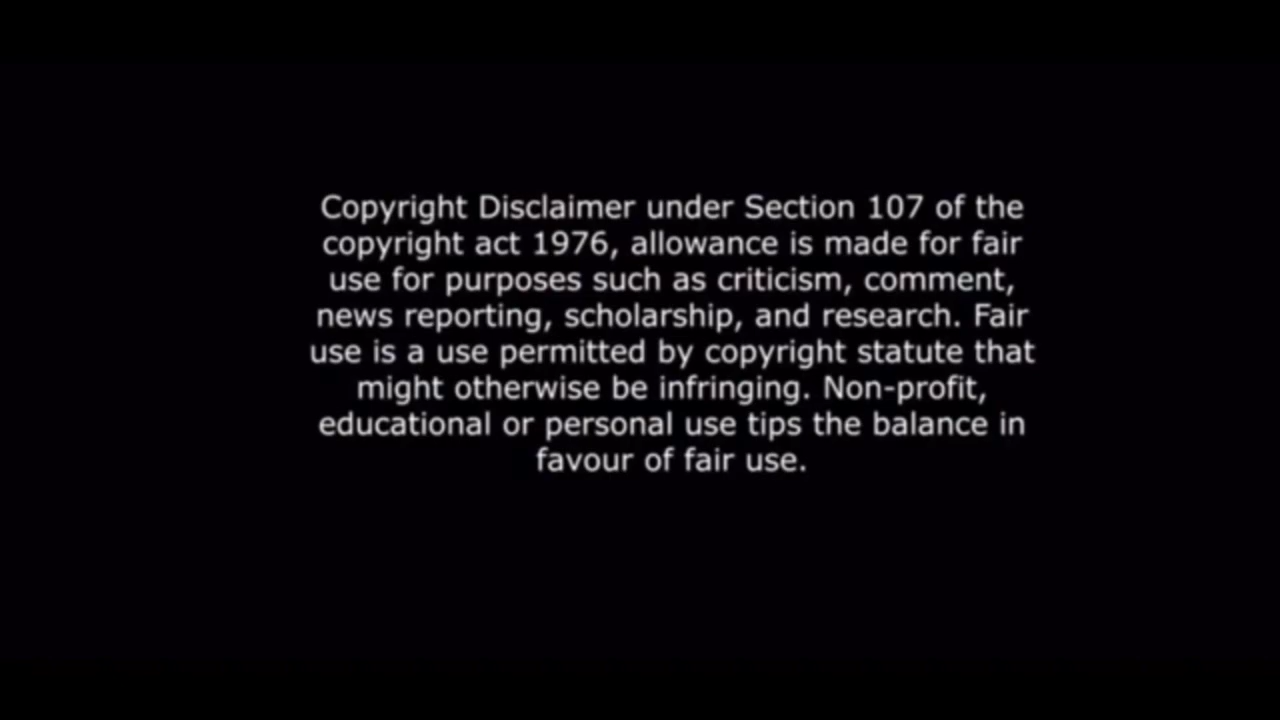 Copyright Disclaimer under Section 107 of the
copyright act 1976, allowance is made for fair
use for purposes such as criticism, comment,
news reporting, scholarship, and research. Fair
use is a use permitted by copyright statute that
might otherwise be infringing. Non-profit,
educational or personal use tips the balance in
favour of fair use.